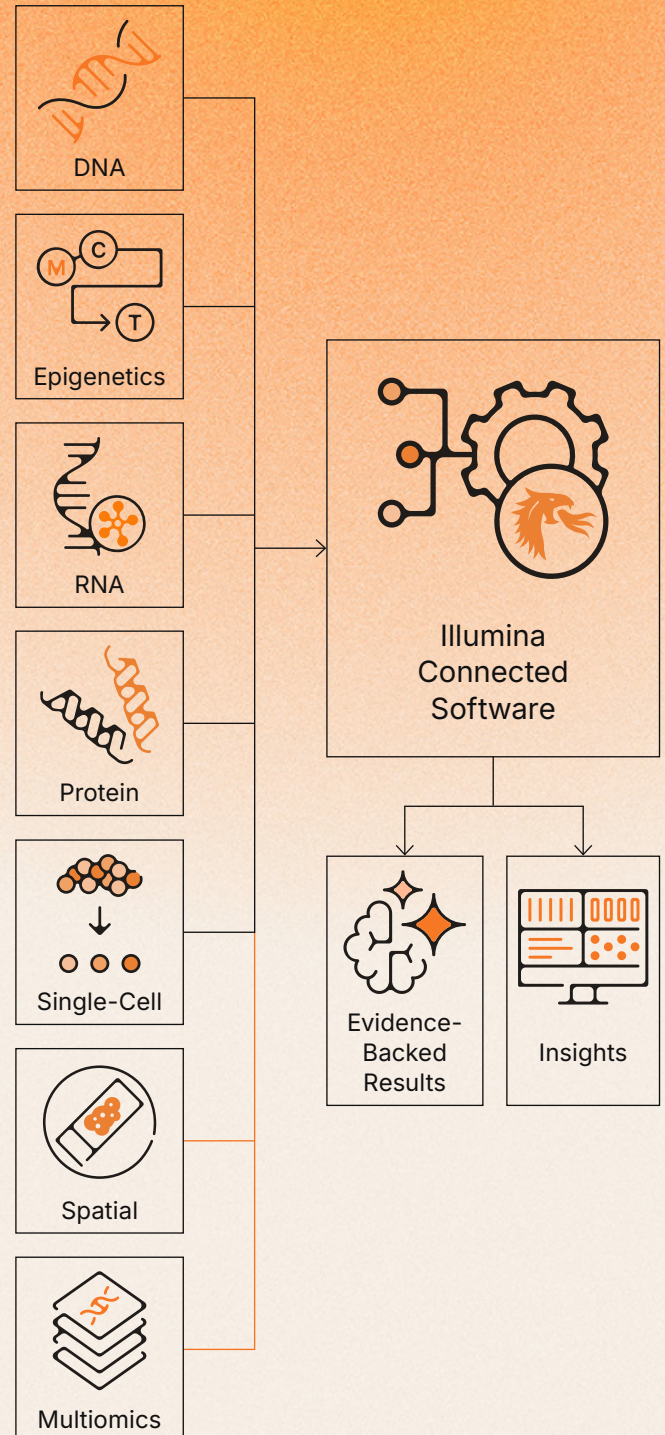 DNA
M
C
T
Epigenetics
RNA
Protein
Single-Cell
Spatial
Multiomics
Illumina
Connected
Software
Evidence-
Backed
Results
Insights